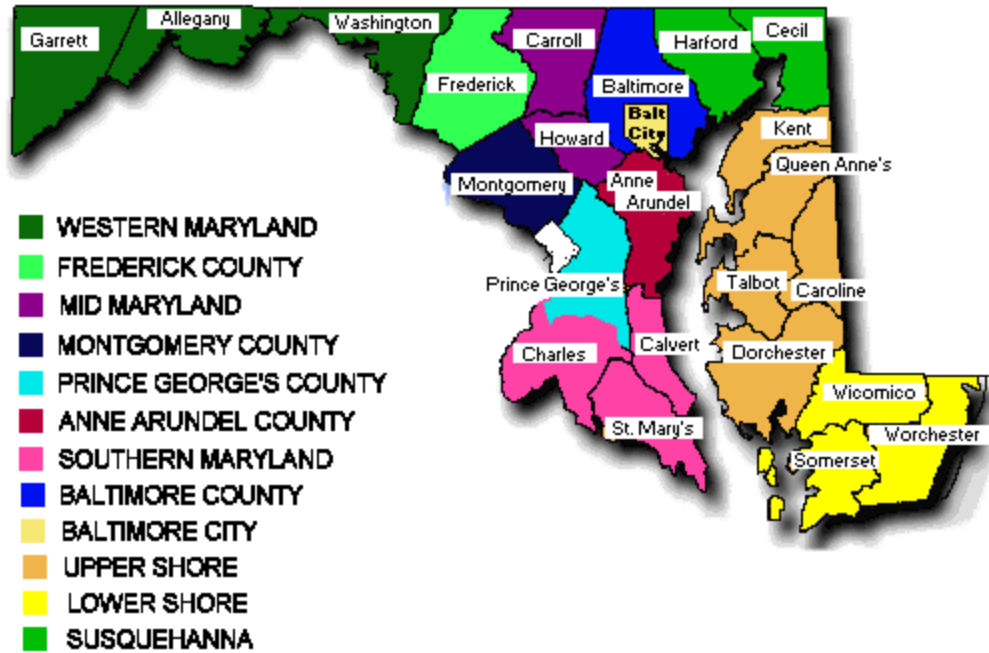 Garrett
Allegany
Washington
Frederick
Carroll
Baltimore
Harford
Cecil
Balt
City
Howard
Montgomery
Anne
Arundel
Kent
Queen Anne's
Prince George's
Talbot
Caroline
Charles
Calvert
Dorchester
St. Mary's
Wicomico
Worchester
Somerset
WESTERN MARYLAND
FREDERICK COUNTY
MID MARYLAND
MONTGOMERY COUNTY
PRINCE GEORGE'S COUNTY
ANNE ARUNDEL COUNTY
SOUTHERN MARYLAND
BALTIMORE COUNTY
BALTIMORE CITY
UPPER SHORE
LOWER SHORE
SUSQUEHANNA